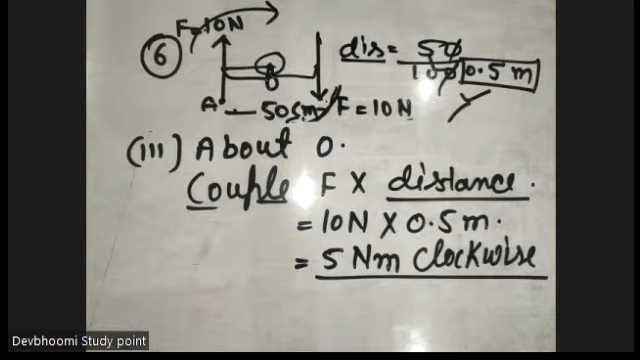 F=10N
6
dis = 50
100 0.5 m
O
A 50cm F = 10N
(iii) About O.
Couple F X distance.
= 10N X 0.5m.
= 5 Nm Clockwise
Devbhoomi Study point